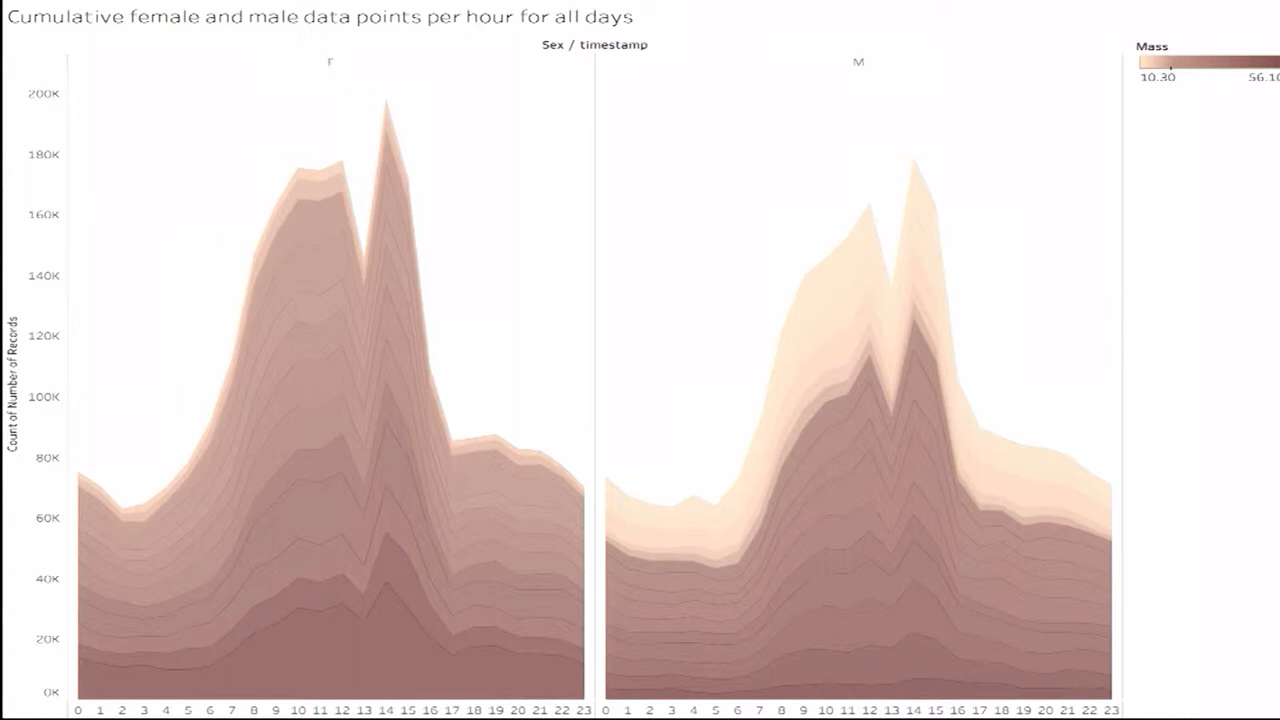 Cumulative female and male data points per hour for all days
Sex / timestamp
F
M
Mass
10.30
56.10
Count of Number of Records
200K
180K
160K
140K
120K
100K
80K
60K
40K
20K
0K
0 1 2 3 4 5 6 7 8 9 10 11 12 13 14 15 16 17 18 19 20 21 22 23
0 1 2 3 4 5 6 7 8 9 10 11 12 13 14 15 16 17 18 19 20 21 22 23